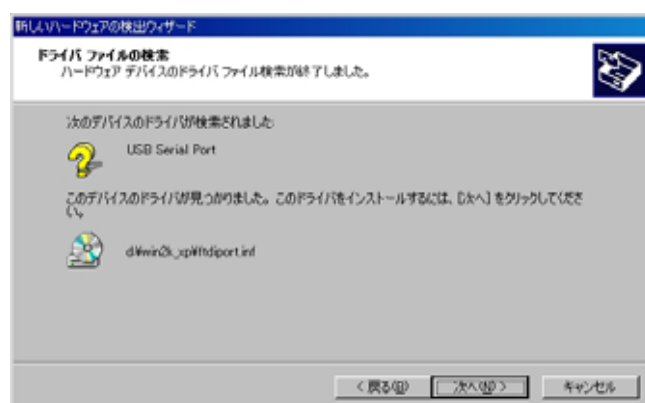 新しいハードウェアの検出ウィザード
ドライバ ファイルの検索
ハードウェア デバイスのドライバ ファイル検索が終了しました。
次のデバイスのドライバが検索されました:
USB Serial Port
このデバイスのドライバが見つかりました。このドライバをインストールするには、[次へ] をクリックしてくださ
い。
d:¥win2k_xp¥ftdiport.inf
< 戻る(B) 次へ(N) > キャンセル